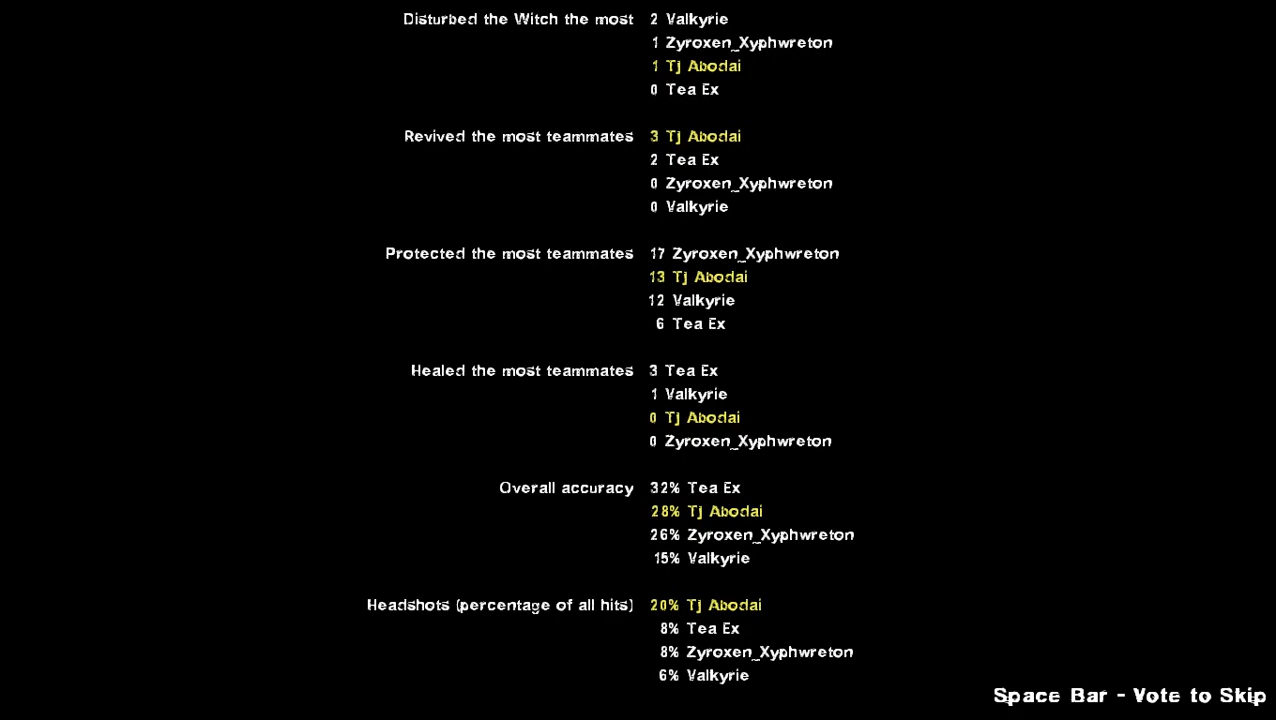 Disturbed the Witch the most 2 Valkyrie
1 Zyroxen_Xyphwreton
1 Tj Abodai
0 Tea Ex
Revived the most teammates 3 Tj Abodai
2 Tea Ex
0 Zyroxen_Xyphwreton
0 Valkyrie
Protected the most teammates 17 Zyroxen_Xyphwreton
13 Tj Abodai
12 Valkyrie
6 Tea Ex
Healed the most teammates 3 Tea Ex
1 Valkyrie
0 Tj Abodai
0 Zyroxen_Xyphwreton
Overall accuracy 32% Tea Ex
28% Tj Abodai
26% Zyroxen_Xyphwreton
15% Valkyrie
Headshots (percentage of all hits) 20% Tj Abodai
8% Tea Ex
8% Zyroxen_Xyphwreton
6% Valkyrie
Space Bar - Vote to Skip